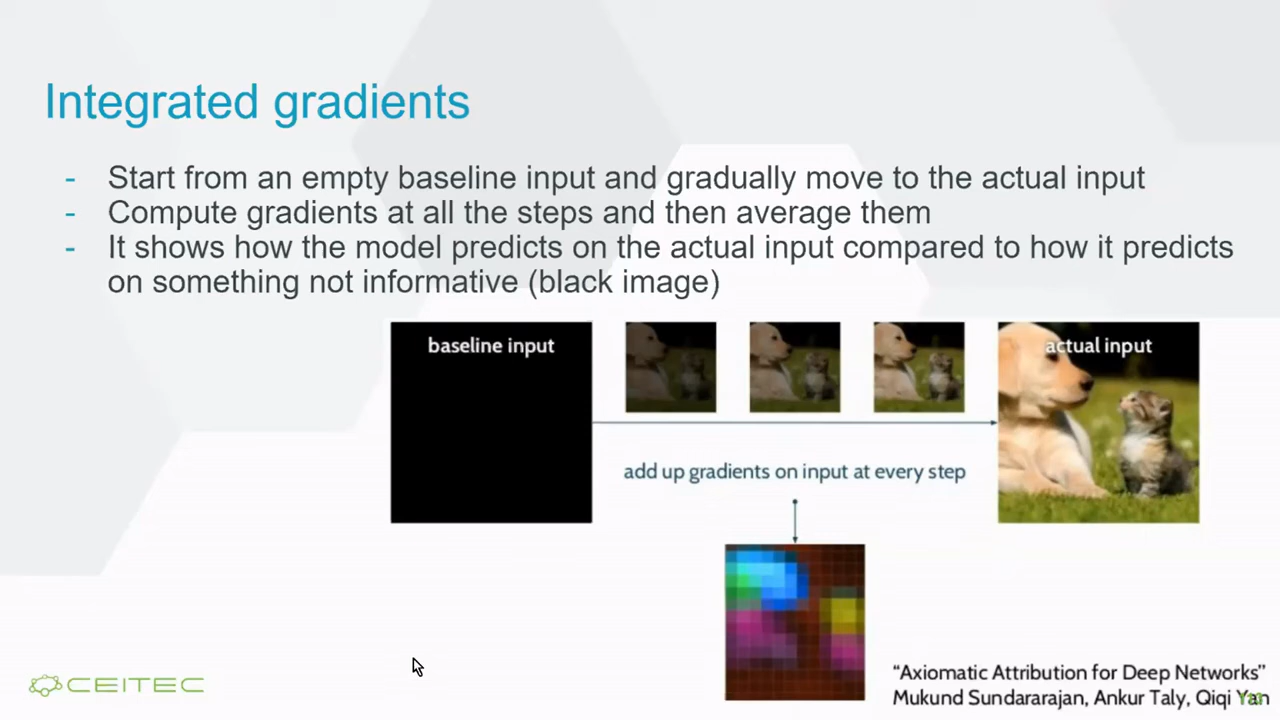 Integrated gradients
- Start from an empty baseline input and gradually move to the actual input
- Compute gradients at all the steps and then average them
- It shows how the model predicts on the actual input compared to how it predicts
on something not informative (black image)
baseline input
actual input
add up gradients on input at every step
CEITEC
“Axiomatic Attribution for Deep Networks”
Mukund Sundararajan, Ankur Taly, Qiqi Yan